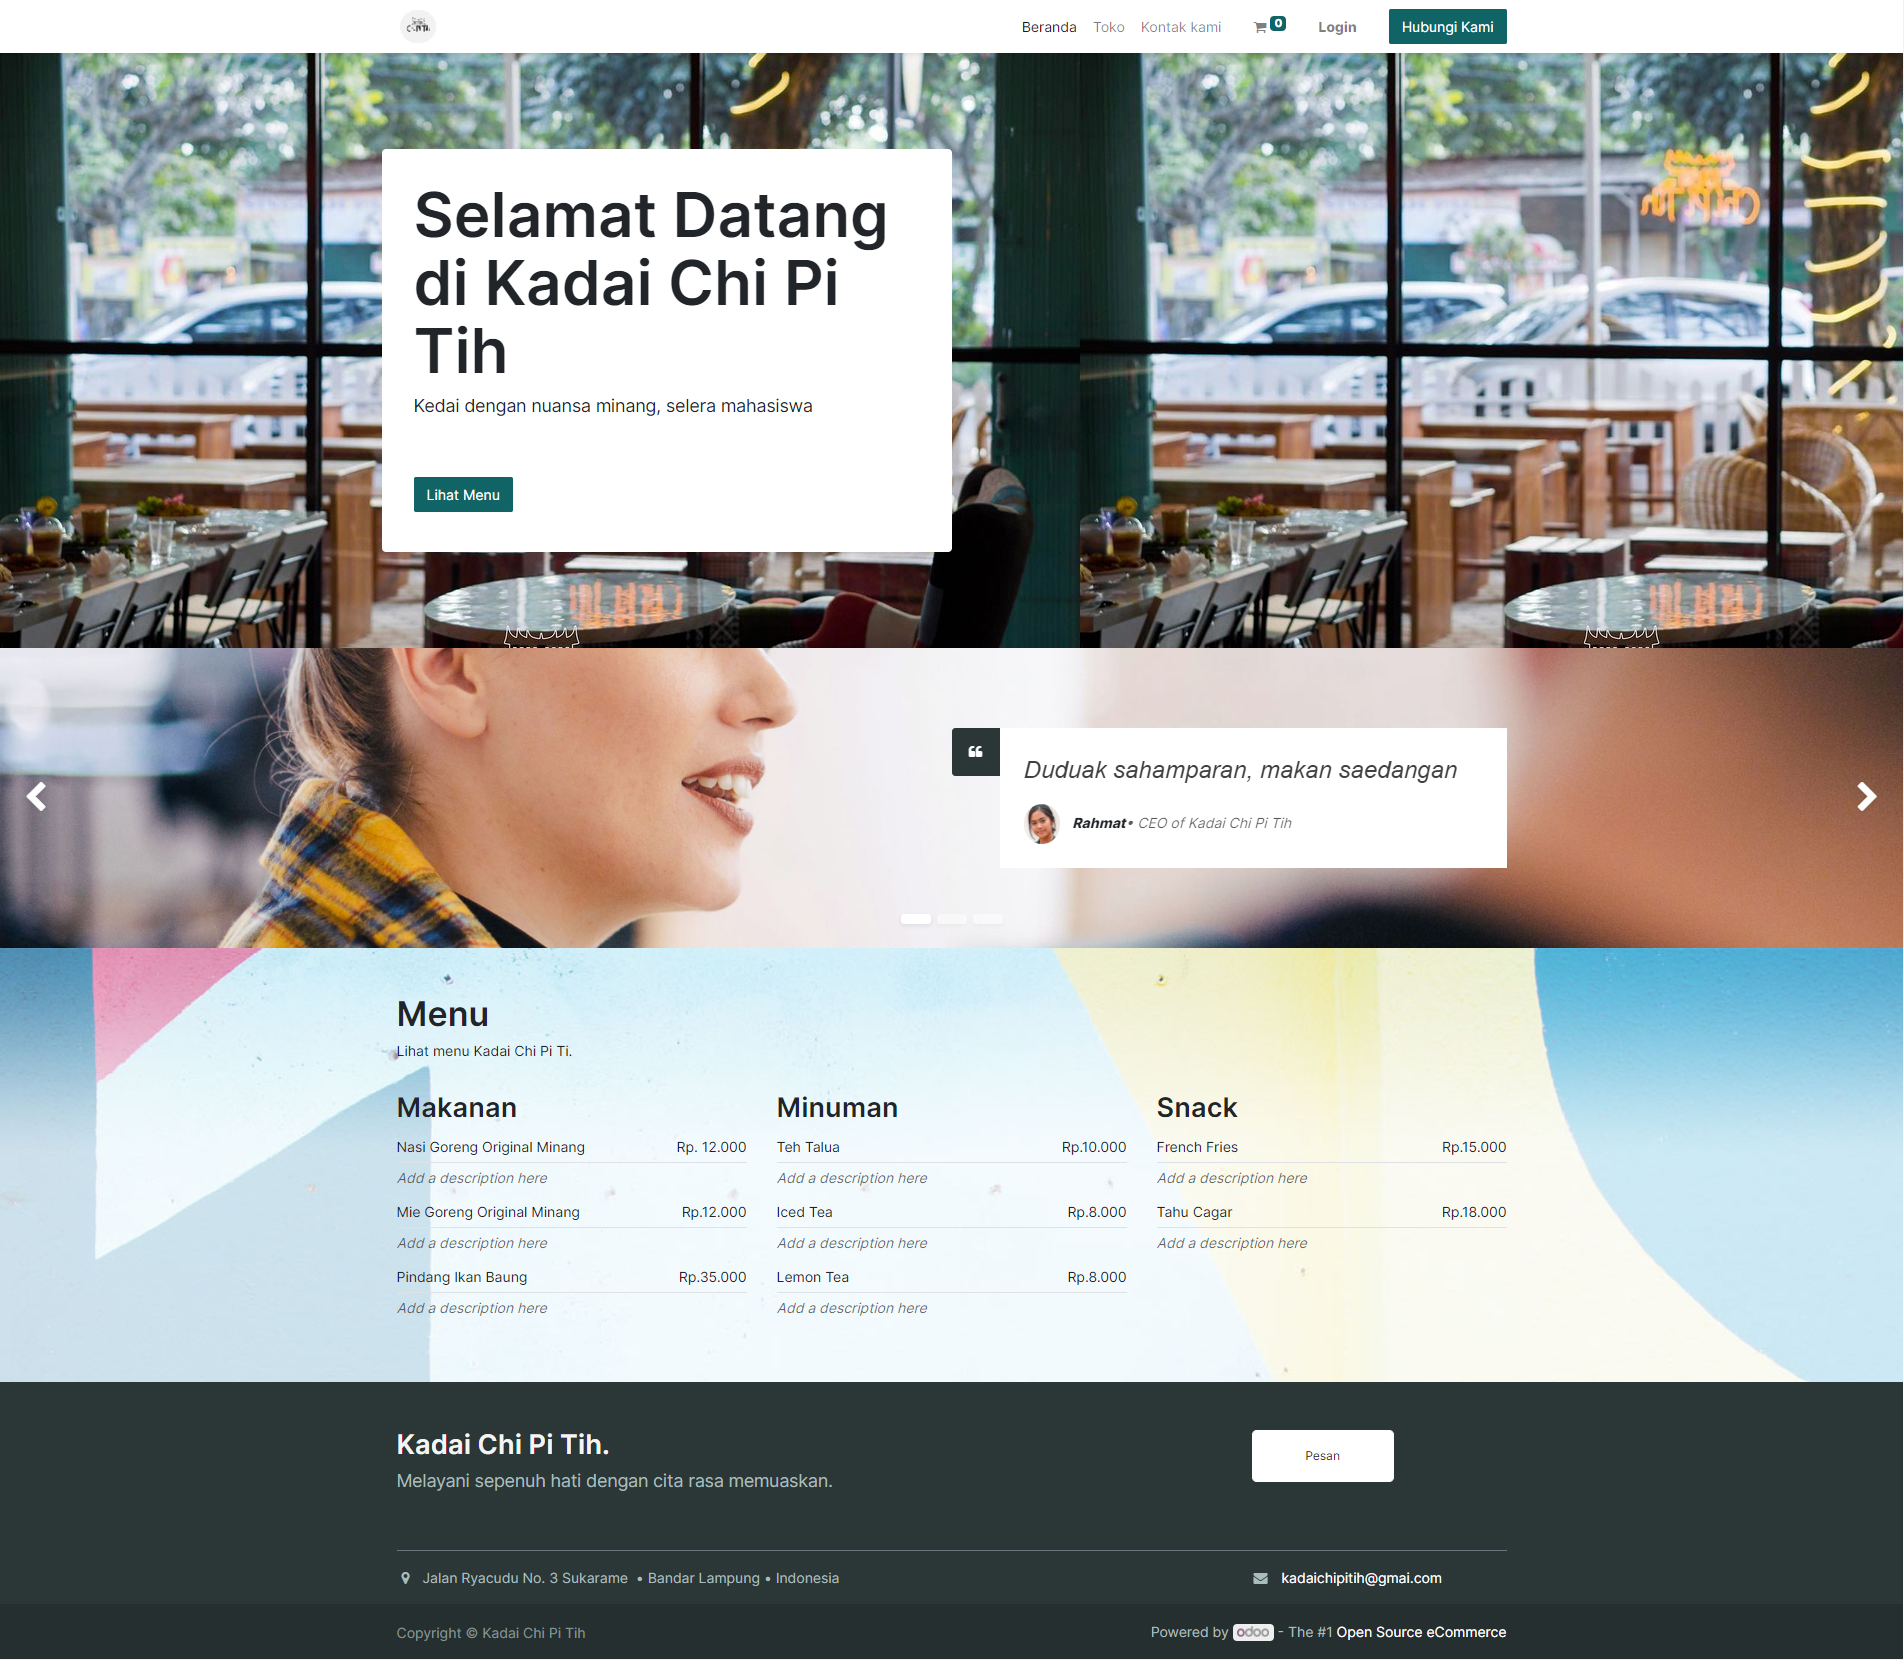 Beranda
Toko
Kontak kami
0
Login
Hubungi Kami
Chi Pi Tih
Selamat Datang
di Kadai Chi Pi
Tih
Kedai dengan nuansa minang, selera mahasiswa
Lihat Menu
Duduak sahamparan, makan saedangan
Rahmat• CEO of Kadai Chi Pi Tih
Menu
Lihat menu Kadai Chi Pi Ti.
Makanan
Nasi Goreng Original Minang Rp. 12.000
Add a description here
Mie Goreng Original Minang Rp.12.000
Add a description here
Pindang Ikan Baung Rp.35.000
Add a description here
Minuman
Teh Talua Rp.10.000
Add a description here
Iced Tea Rp.8.000
Add a description here
Lemon Tea Rp.8.000
Add a description here
Snack
French Fries Rp.15.000
Add a description here
Tahu Cagar Rp.18.000
Add a description here
Kadai Chi Pi Tih.
Melayani sepenuh hati dengan cita rasa memuaskan.
Pesan
Jalan Ryacudu No. 3 Sukarame • Bandar Lampung • Indonesia
kadaichipitih@gmai.com
Copyright © Kadai Chi Pi Tih
Powered by odoo - The #1 Open Source eCommerce